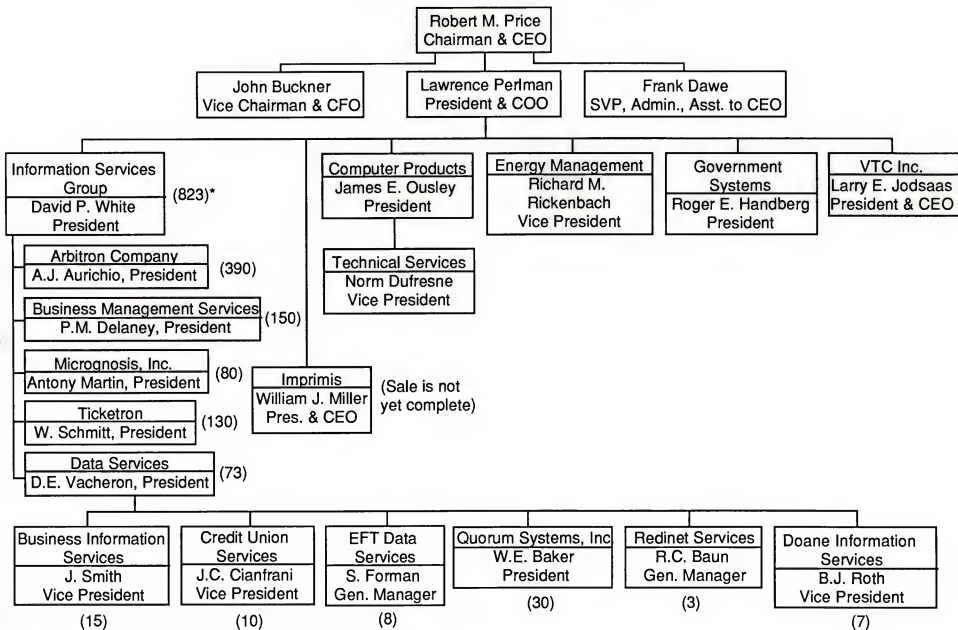 Robert M. Price
Chairman & CEO
John Buckner
Vice Chairman & CFO
Lawrence Perlman
President & COO
Frank Dawe
SVP, Admin., Asst. to CEO
Information Services
Group
David P. White
President
(823)*
Computer Products
James E. Ousley
President
Energy Management
Richard M.
Rickenbach
Vice President
Government
Systems
Roger E. Handberg
President
VTC Inc.
Larry E. Jodsaas
President & CEO
Technical Services
Norm Dufresne
Vice President
Arbitron Company
A.J. Aurichio, President
(390)
Business Management Services
P.M. Delaney, President
(150)
Micrognosis, Inc.
Antony Martin, President
(80)
Ticketron
W. Schmitt, President
(130)
Data Services
D.E. Vacheron, President
(73)
Imprimis
William J. Miller
Pres. & CEO
(Sale is not
yet complete)
Business Information
Services
J. Smith
Vice President
(15)
Credit Union
Services
J.C. Cianfrani
Vice President
(10)
EFT Data
Services
S. Forman
Gen. Manager
(8)
Quorum Systems, Inc.
W.E. Baker
President
(30)
Redinet Services
R.C. Baun
Gen. Manager
(3)
Doane Information
Services
B.J. Roth
Vice President
(7)